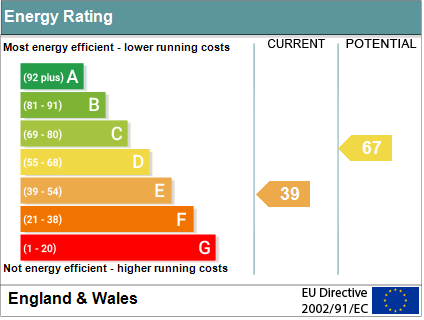 Energy Rating
Most energy efficient - lower running costs
CURRENT
POTENTIAL
(92 plus) A
(81 - 91) B
(69 - 80) C
(55 - 68) D
67
(39 - 54) E
39
(21 - 38) F
(1 - 20) G
Not energy efficient - higher running costs
England & Wales
EU Directive
2002/91/EC